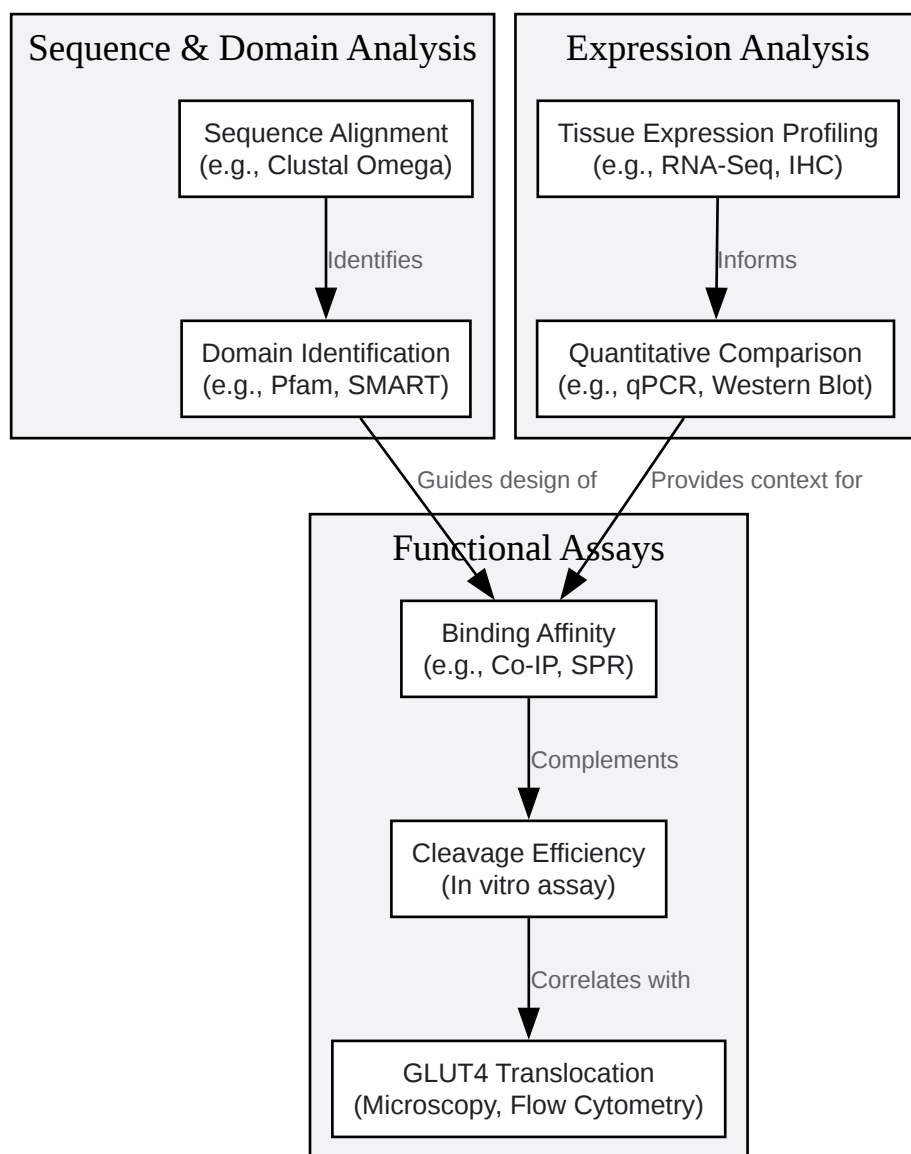 Sequence & Domain Analysis
Sequence Alignment
(e.g., Clustal Omega)
Identifies
Domain Identification
(e.g., Pfam, SMART)
Expression Analysis
Tissue Expression Profiling
(e.g., RNA-Seq, IHC)
Informs
Quantitative Comparison
(e.g., qPCR, Western Blot)
Guides design of
Provides context for
Functional Assays
Binding Affinity
(e.g., Co-IP, SPR)
Complements
Cleavage Efficiency
(In vitro assay)
Correlates with
GLUT4 Translocation
(Microscopy, Flow Cytometry)